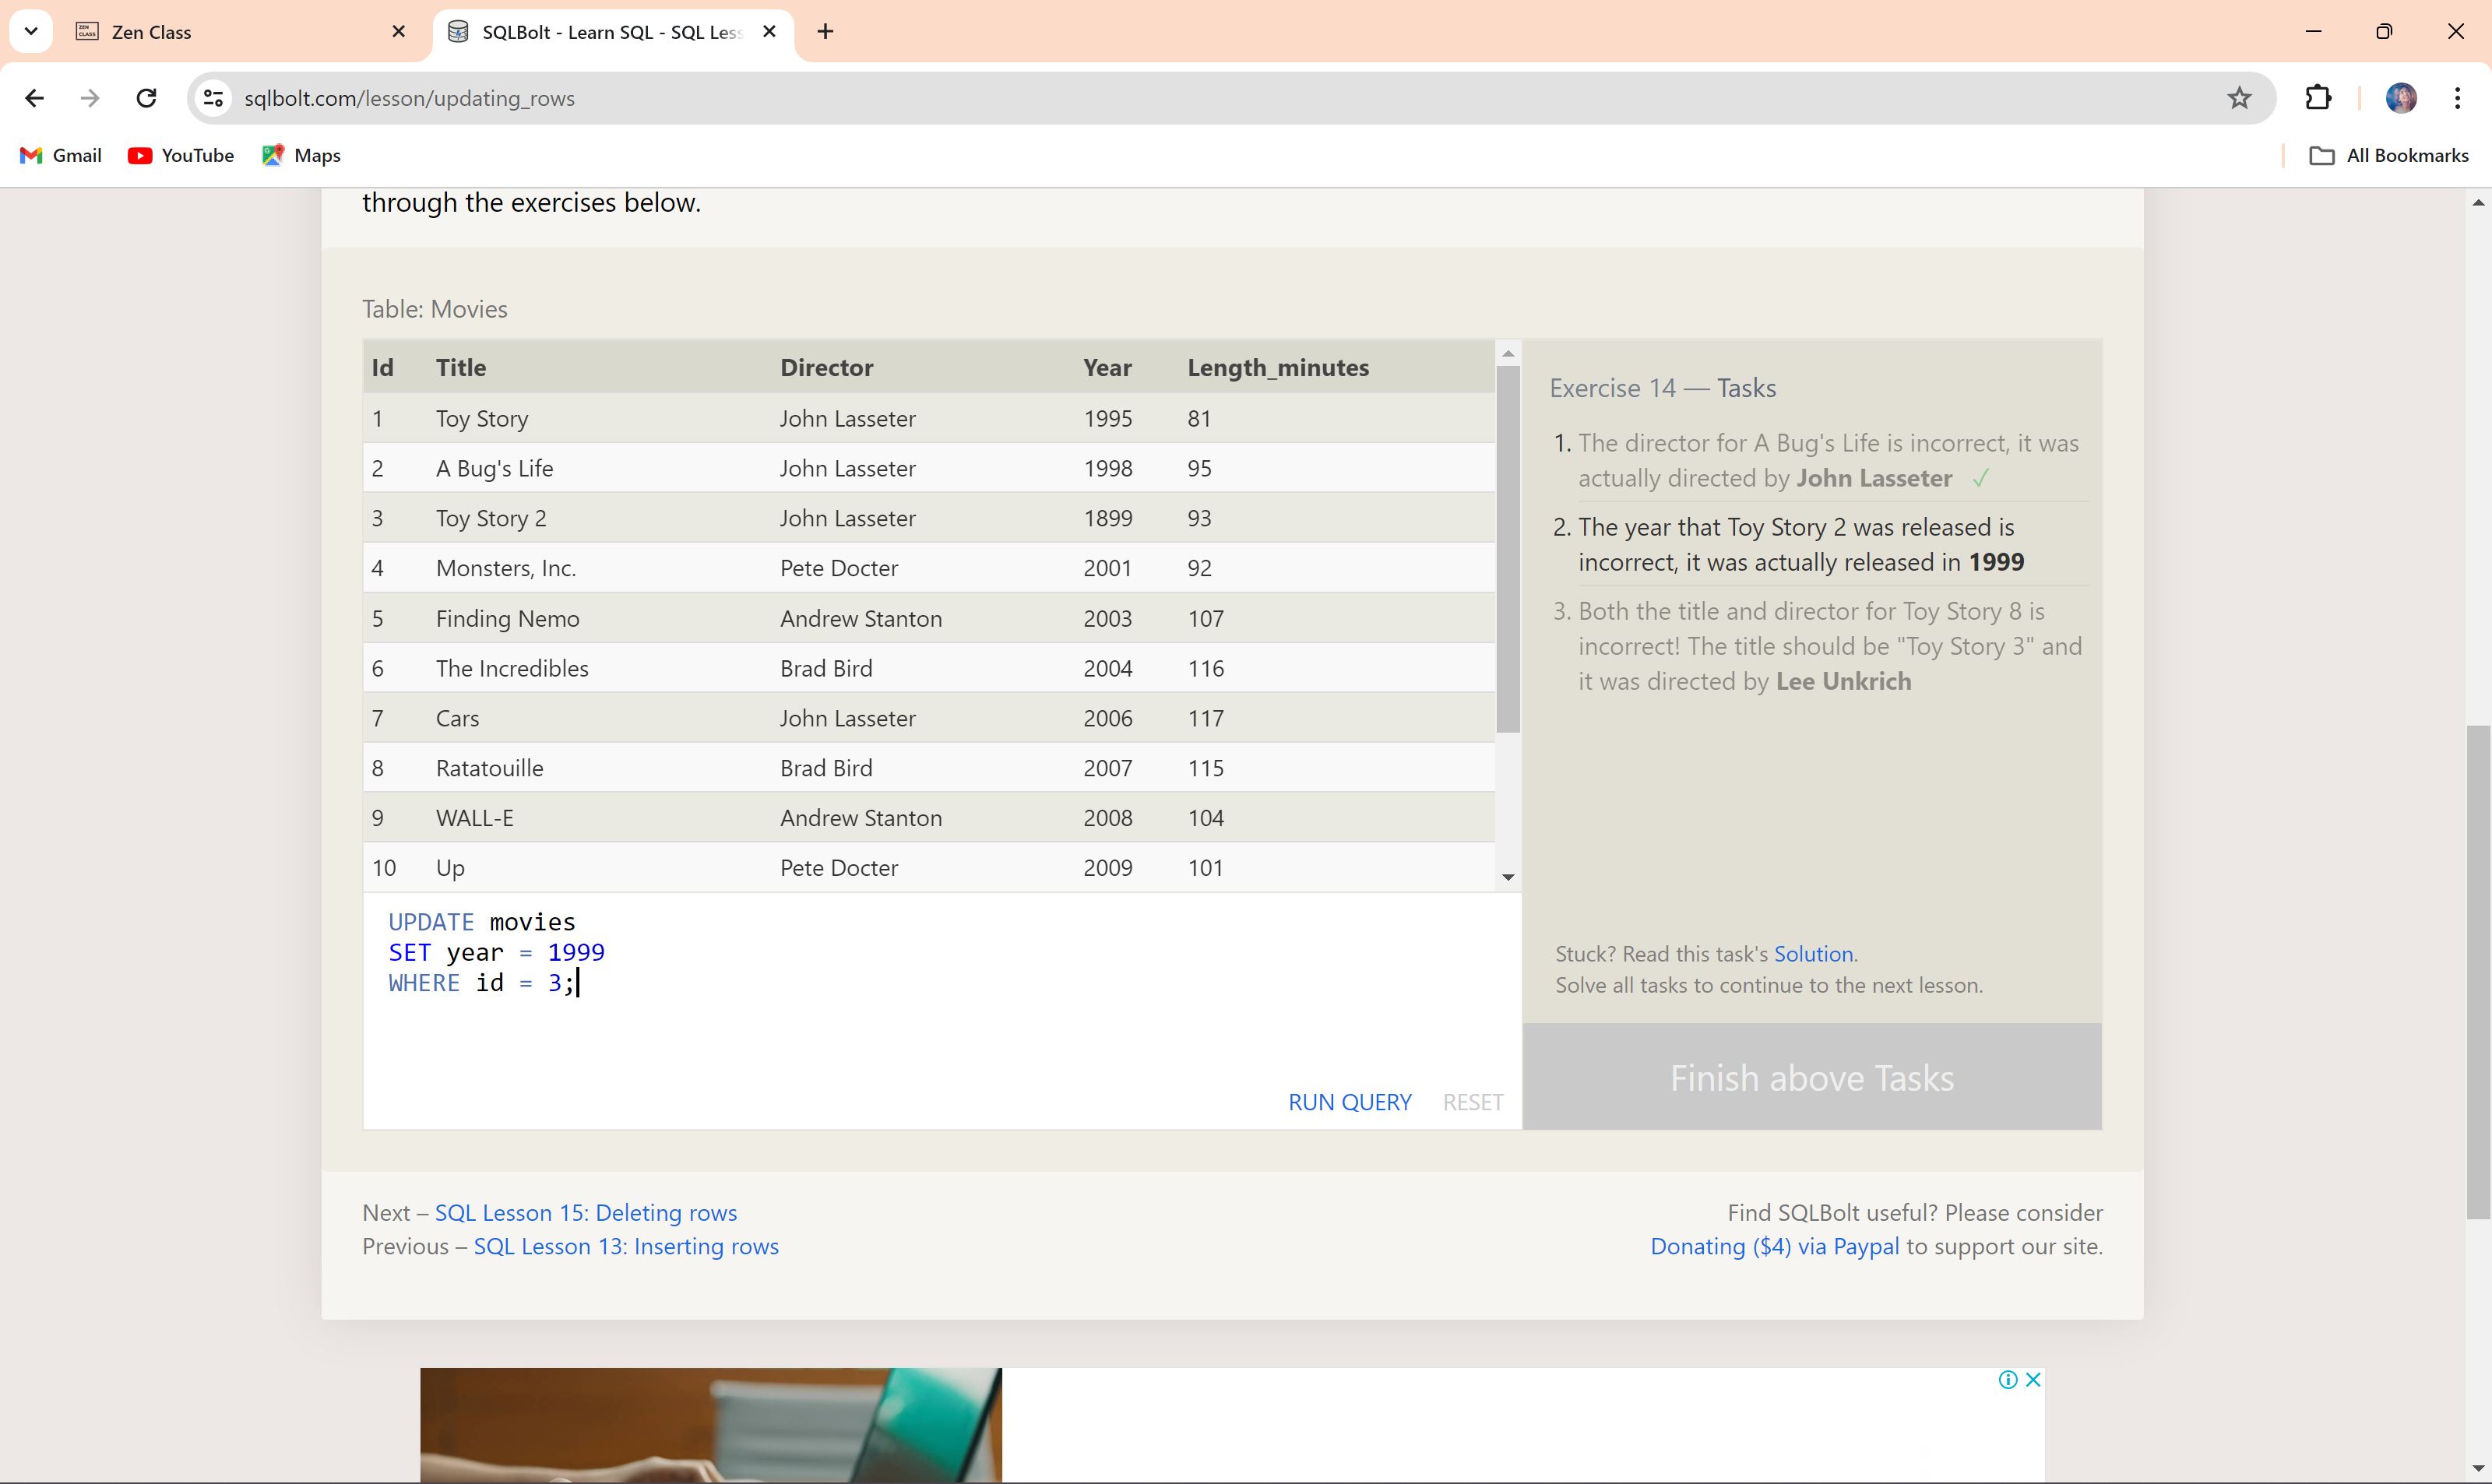 Zen Class
SQLBolt - Learn SQL - SQL Les
sqlbolt.com/lesson/updating_rows
Gmail
YouTube
Maps
All Bookmarks
through the exercises below.
Table: Movies
Id Title Director Year Length_minutes
1 Toy Story John Lasseter 1995 81
2 A Bug's Life John Lasseter 1998 95
3 Toy Story 2 John Lasseter 1899 93
4 Monsters, Inc. Pete Docter 2001 92
5 Finding Nemo Andrew Stanton 2003 107
6 The Incredibles Brad Bird 2004 116
7 Cars John Lasseter 2006 117
8 Ratatouille Brad Bird 2007 115
9 WALL-E Andrew Stanton 2008 104
10 Up Pete Docter 2009 101
UPDATE movies
SET year = 1999
WHERE id = 3;
RUN QUERY RESET
Exercise 14 — Tasks
1. The director for A Bug's Life is incorrect, it was
actually directed by John Lasseter ✓
2. The year that Toy Story 2 was released is
incorrect, it was actually released in 1999
3. Both the title and director for Toy Story 8 is
incorrect! The title should be "Toy Story 3" and
it was directed by Lee Unkrich
Stuck? Read this task's Solution.
Solve all tasks to continue to the next lesson.
Finish above Tasks
Next – SQL Lesson 15: Deleting rows
Previous – SQL Lesson 13: Inserting rows
Find SQLBolt useful? Please consider
Donating ($4) via Paypal to support our site.